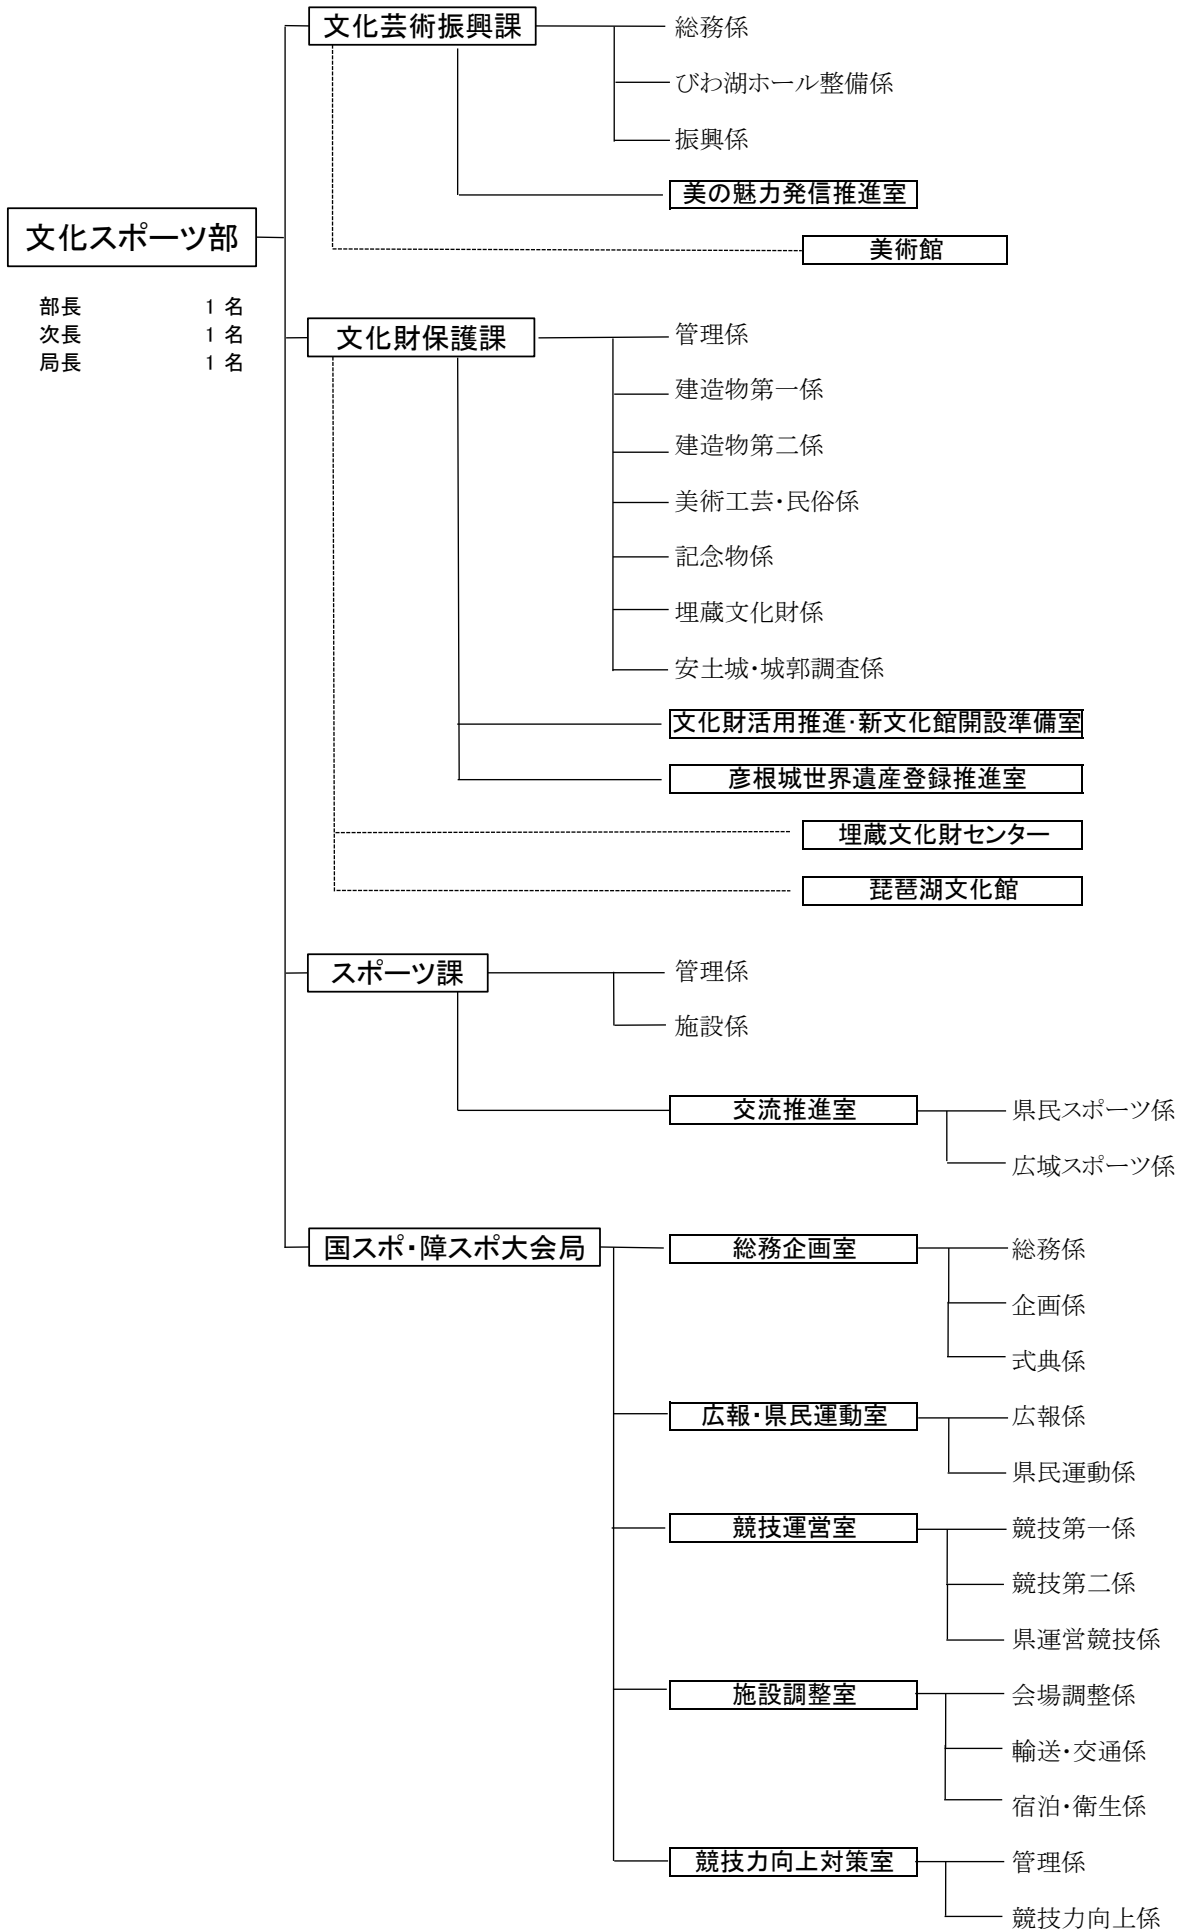 文化スポーツ部
部長 1 名
次長 1 名
局長 1 名
文化芸術振興課
総務係
びわ湖ホール整備係
振興係
美の魅力発信推進室
美術館
文化財保護課
管理係
建造物第一係
建造物第二係
美術工芸・民俗係
記念物係
埋蔵文化財係
安土城・城郭調査係
文化財活用推進・新文化館開設準備室
彦根城世界遺産登録推進室
埋蔵文化財センター
琵琶湖文化館
スポーツ課
管理係
施設係
交流推進室
県民スポーツ係
広域スポーツ係
国スポ・障スポ大会局
総務企画室
総務係
企画係
式典係
広報・県民運動室
広報係
県民運動係
競技運営室
競技第一係
競技第二係
県運営競技係
施設調整室
会場調整係
輸送・交通係
宿泊・衛生係
競技力向上対策室
管理係
競技力向上係